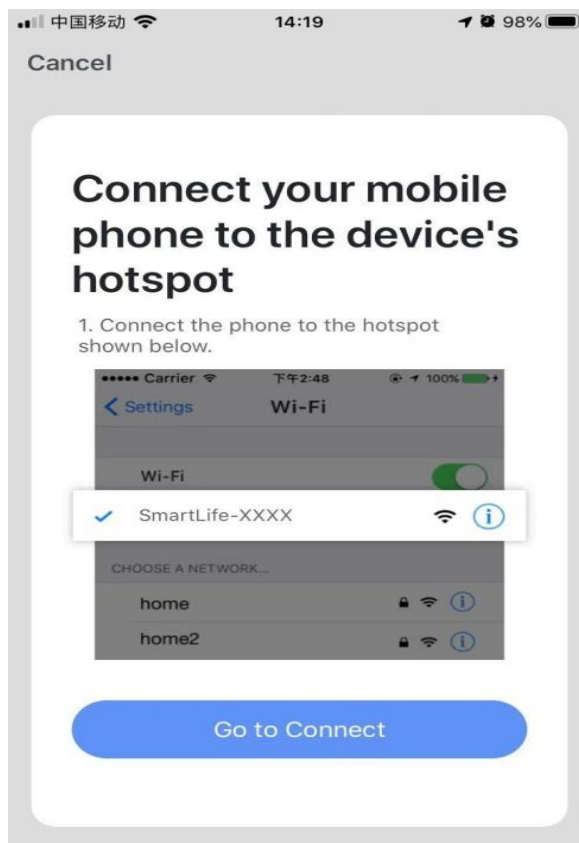 中国移动 14:19 98%
Cancel
Connect your mobile
phone to the device's
hotspot
1. Connect the phone to the hotspot
shown below.
Carrier 下午2:48 100%
Settings Wi-Fi
Wi-Fi
SmartLife-XXXX
CHOOSE A NETWORK...
home
home2
Go to Connect